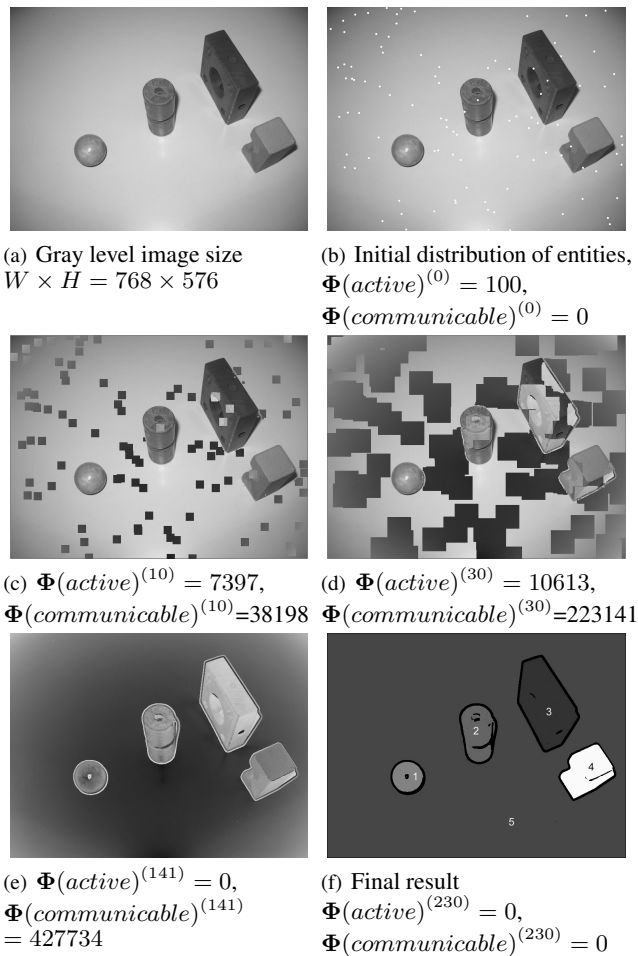 (a) Gray level image size
W × H = 768 × 576
(b) Initial distribution of entities,
Φ(active)^(0) = 100,
Φ(communicable)^(0) = 0
(c) Φ(active)^(10) = 7397,
Φ(communicable)^(10)=38198
(d) Φ(active)^(30) = 10613,
Φ(communicable)^(30)=223141
1
2
3
4
5
(e) Φ(active)^(141) = 0,
Φ(communicable)^(141)
= 427734
(f) Final result
Φ(active)^(230) = 0,
Φ(communicable)^(230) = 0